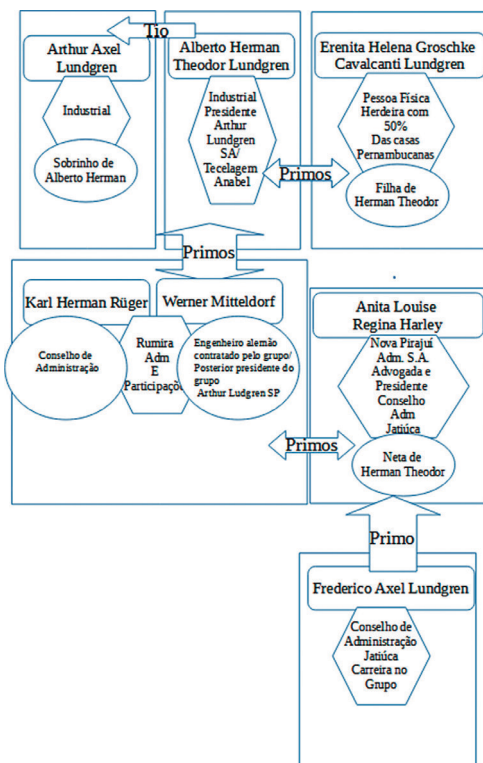 Arthur Axel
Lundgren
Industrial
Sobrinho de
Alberto Herman
Tio
Alberto Herman
Theodor Lundgren
Industrial
Presidente
Arthur
Lundgren
SA/
Tecelagem
Anabel
Primos
Erenita Helena Groschke
Cavalcanti Lundgren
Pessoa Física
Herdeira com
50%
Das casas
Pernambucanas
Filha de
Herman Theodor
Primos
Karl Herman Rüger
Conselho de
Administração
Rumira
Adm
E
Participaçõ
Werner Mitteldorf
Engenheiro alemão
contratado pelo grupo/
Posterior presidente do
grupo
Arthur Ludgren SP
Primos
Anita Louise
Regina Harley
Nova Pirajuí
Adm. S.A.
Advogada e
Presidente
Conselho
Adm
Jatiúca
Neta de
Herman Theodor
Primo
Frederico Axel Lundgren
Conselho de
Administração
Jatiúca
Carreira no
Grupo